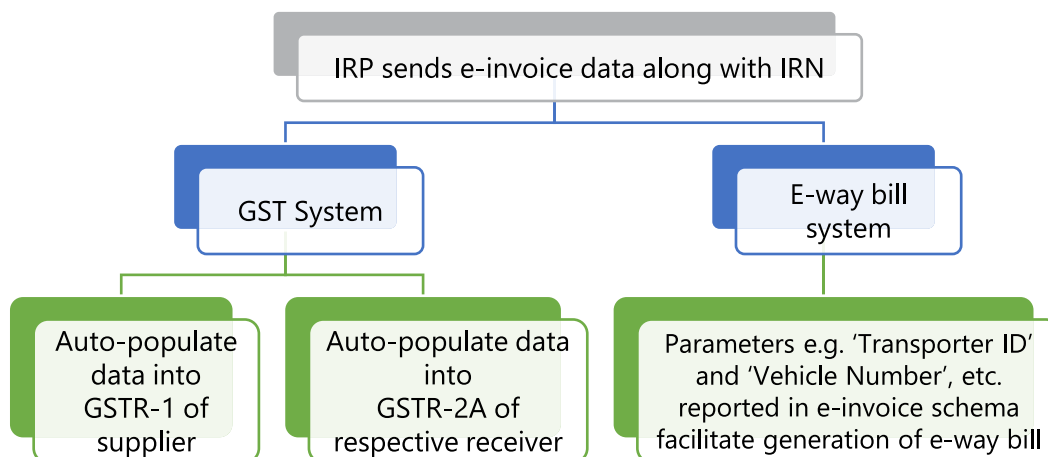 IRP sends e-invoice data along with IRN
GST System
E-way bill
system
Auto-populate
data into
GSTR-1 of
supplier
Auto-populate data
into
GSTR-2A of
respective receiver
Parameters e.g. ‘Transporter ID’
and ‘Vehicle Number’, etc.
reported in e-invoice schema
facilitate generation of e-way bill